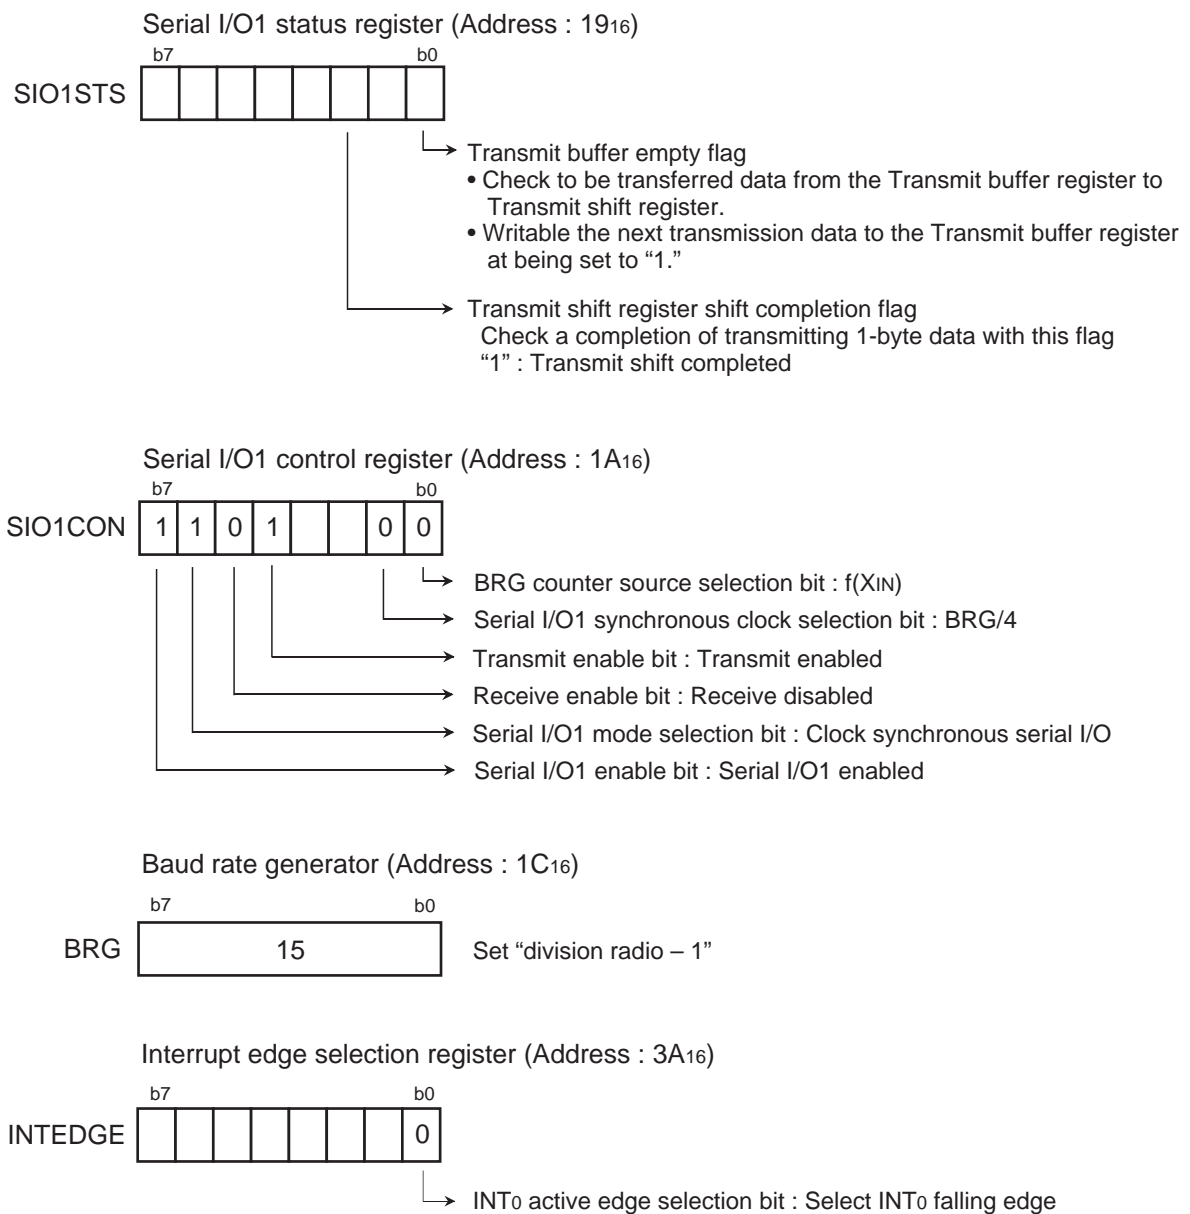 Serial I/O1 status register (Address : 1916)
b7 b0
SIO1STS
Transmit buffer empty flag
• Check to be transferred data from the Transmit buffer register to
Transmit shift register.
• Writable the next transmission data to the Transmit buffer register
at being set to “1.”
Transmit shift register shift completion flag
Check a completion of transmitting 1-byte data with this flag
“1” : Transmit shift completed
Serial I/O1 control register (Address : 1A16)
b7 b0
SIO1CON 1 1 0 1 0 0
BRG counter source selection bit : f(XIN)
Serial I/O1 synchronous clock selection bit : BRG/4
Transmit enable bit : Transmit enabled
Receive enable bit : Receive disabled
Serial I/O1 mode selection bit : Clock synchronous serial I/O
Serial I/O1 enable bit : Serial I/O1 enabled
Baud rate generator (Address : 1C16)
b7 b0
BRG 15 Set “division radio – 1”
Interrupt edge selection register (Address : 3A16)
b7 b0
INTEDGE 0
INT0 active edge selection bit : Select INT0 falling edge